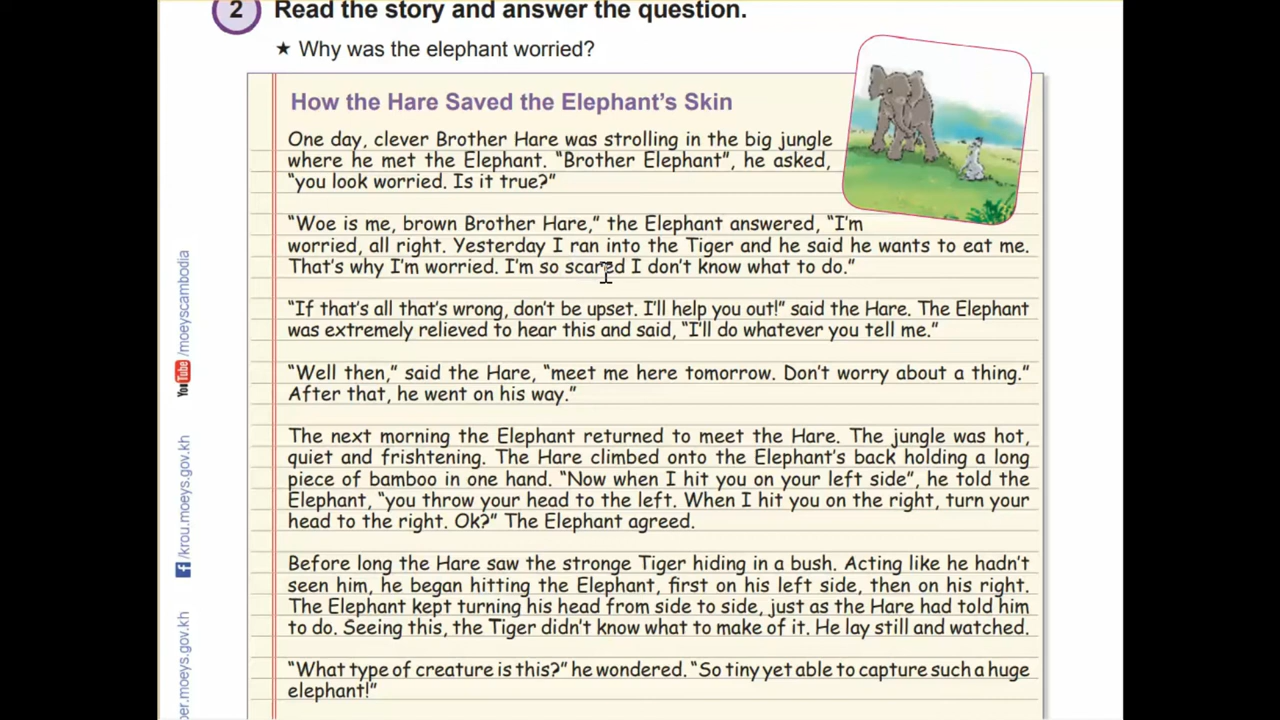 2 Read the story and answer the question.
★ Why was the elephant worried?
How the Hare Saved the Elephant's Skin
One day, clever Brother Hare was strolling in the big jungle
where he met the Elephant. "Brother Elephant", he asked,
"you look worried. Is it true?"
"Woe is me, brown Brother Hare," the Elephant answered, "I'm
worried, all right. Yesterday I ran into the Tiger and he said he wants to eat me.
That's why I'm worried. I'm so scared I don't know what to do."
"If that's all that's wrong, don't be upset. I'll help you out!" said the Hare. The Elephant
was extremely relieved to hear this and said, "I'll do whatever you tell me."
"Well then," said the Hare, "meet me here tomorrow. Don't worry about a thing."
After that, he went on his way."
The next morning the Elephant returned to meet the Hare. The jungle was hot,
quiet and frishtening. The Hare climbed onto the Elephant's back holding a long
piece of bamboo in one hand. "Now when I hit you on your left side", he told the
Elephant, "you throw your head to the left. When I hit you on the right, turn your
head to the right. Ok?" The Elephant agreed.
Before long the Hare saw the stronge Tiger hiding in a bush. Acting like he hadn't
seen him, he began hitting the Elephant, first on his left side, then on his right.
The Elephant kept turning his head from side to side, just as the Hare had told him
to do. Seeing this, the Tiger didn't know what to make of it. He lay still and watched.
"What type of creature is this?" he wondered. "So tiny yet able to capture such a huge
elephant!"
YouTube /moeyscambodia
f /krou.moeys.gov.kh
per.moeys.gov.kh